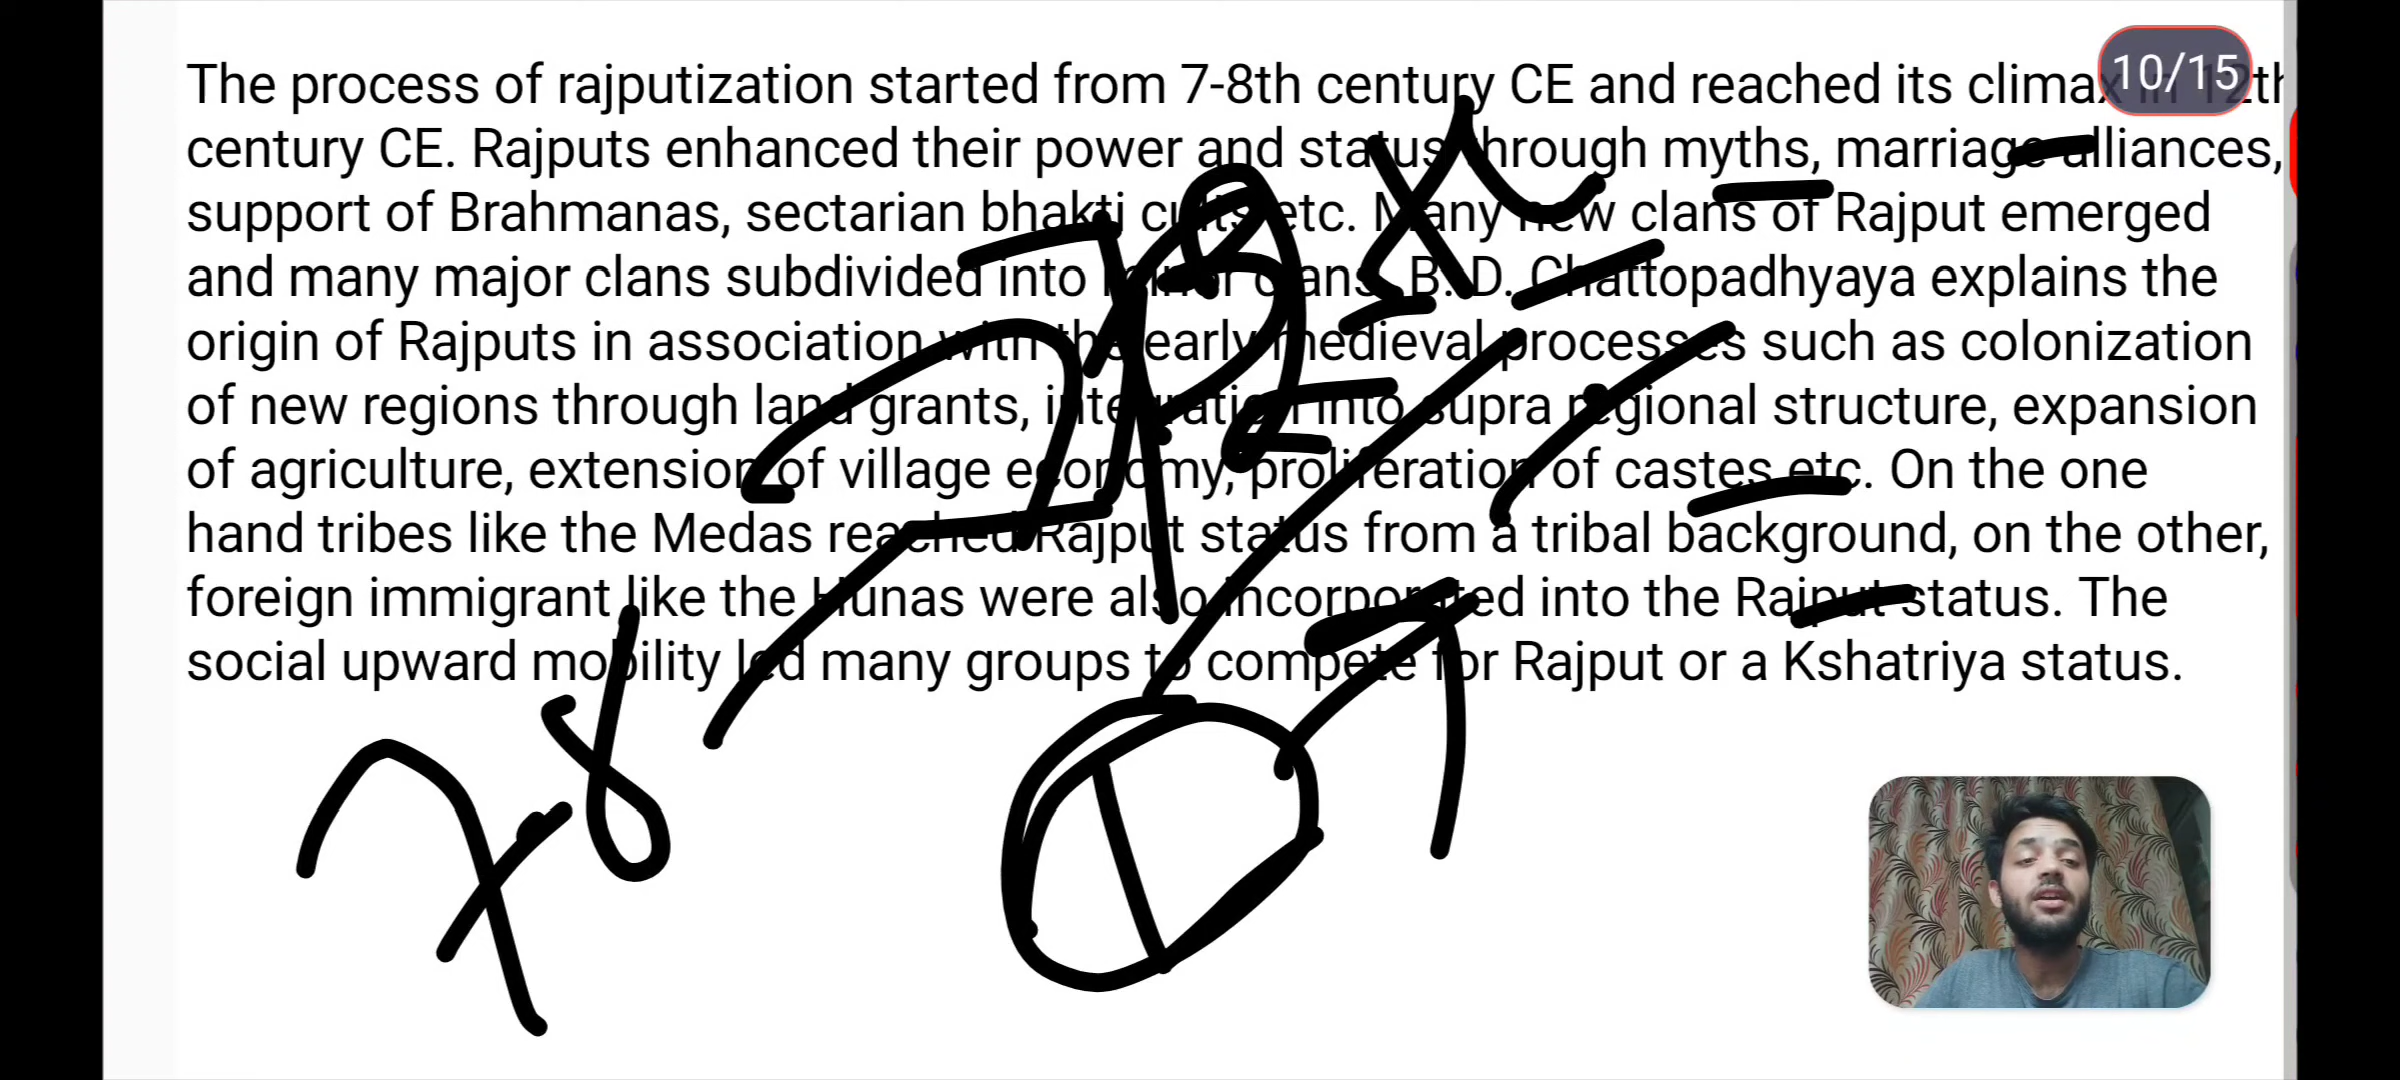 The process of rajputization started from 7-8th century CE and reached its climax in 12th
10/15
century CE. Rajputs enhanced their power and status through myths, marriage alliances,
support of Brahmanas, sectarian bhakti cults etc. Many new clans of Rajput emerged
and many major clans subdivided into minor clans. B. D. Chattopadhyaya explains the
origin of Rajputs in association with the early medieval processes such as colonization
of new regions through land grants, integration into supra regional structure, expansion
of agriculture, extension of village economy, proliferation of castes etc. On the one
hand tribes like the Medas reached Rajput status from a tribal background, on the other,
foreign immigrant like the Hunas were also incorporated into the Rajput status. The
social upward mobility led many groups to compete for Rajput or a Kshatriya status.
7-8